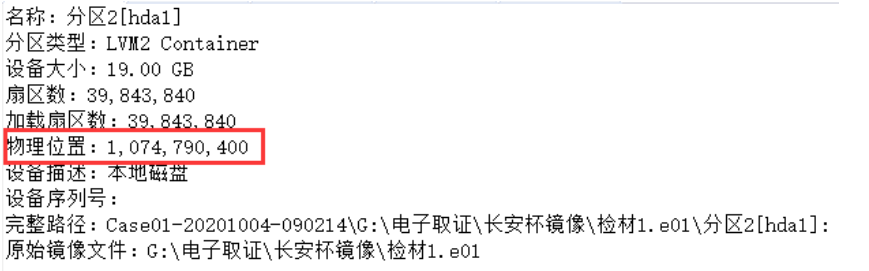 名称：分区2[hda1]
分区类型：LVM2 Container
设备大小：19.00 GB
扇区数：39,843,840
加载扇区数：39,843,840
物理位置：1,074,790,400
设备描述：本地磁盘
设备序列号：
完整路径：Case01-20201004-090214\G:\电子取证\长安杯镜像\检材1.e01\分区2[hda1]:
原始镜像文件：G:\电子取证\长安杯镜像\检材1.e01